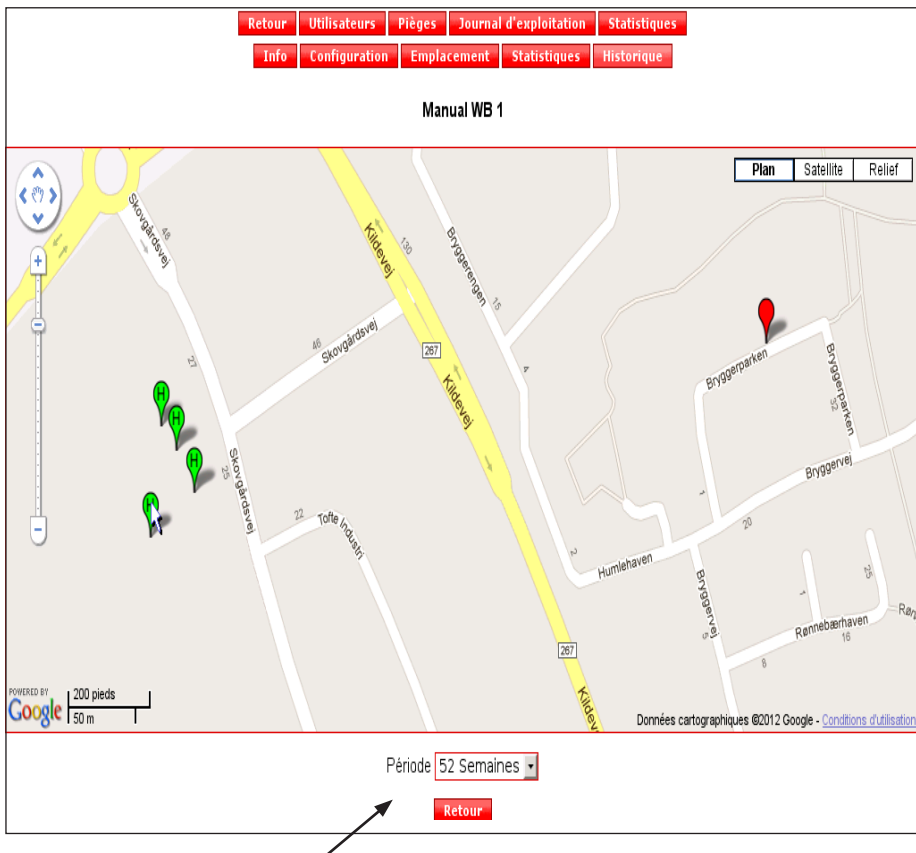 Retour Utilisateurs Pièges Journal d'exploitation Statistiques
Info Configuration Emplacement Statistiques Historique
Manual WB 1
Plan Satellite Relief
Skovgårdsvej
48
Kildevej
130
Bryggerengen
15
27
46
Skovgårdsvej
267
4
Bryggerparken
Bryggerparken
32
H
H
H
H
Kildevej
Skovgårdsvej
25
22
Tofte Industri
1
20
Bryggervej
2
Humlehaven
Bryggervej
5
1
25
Rønnebærhaven
16
8
267
Kildev
POWERED BY
Google
200 pieds
50 m
Données cartographiques ©2012 Google - Conditions d'utilisation
Période 52 Semaines
Retour